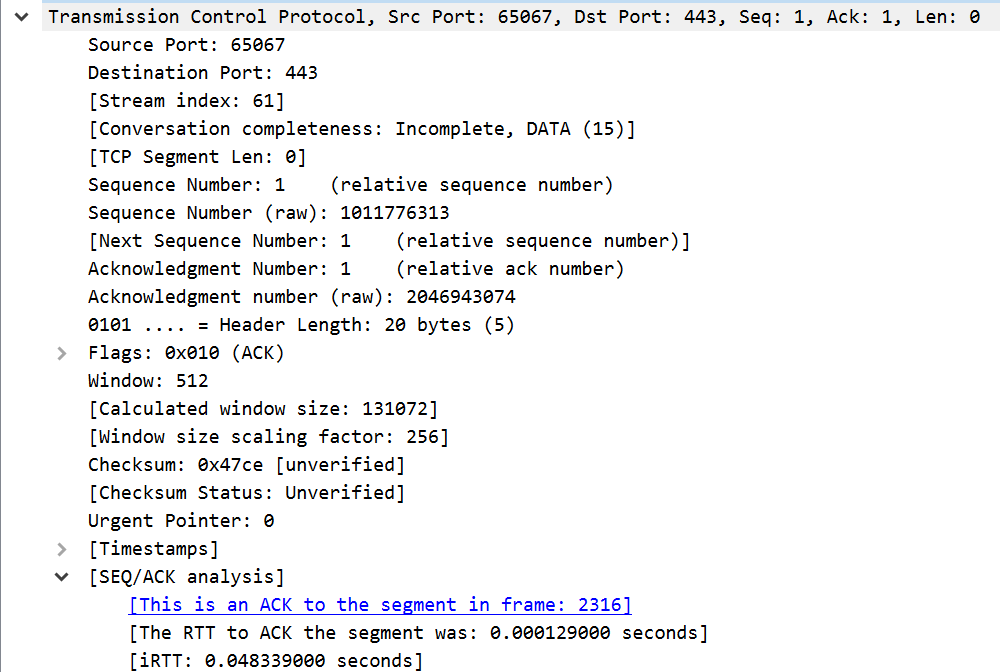 Transmission Control Protocol, Src Port: 65067, Dst Port: 443, Seq: 1, Ack: 1, Len: 0
Source Port: 65067
Destination Port: 443
[Stream index: 61]
[Conversation completeness: Incomplete, DATA (15)]
[TCP Segment Len: 0]
Sequence Number: 1    (relative sequence number)
Sequence Number (raw): 1011776313
[Next Sequence Number: 1    (relative sequence number)]
Acknowledgment Number: 1    (relative ack number)
Acknowledgment number (raw): 2046943074
0101 .... = Header Length: 20 bytes (5)
Flags: 0x010 (ACK)
Window: 512
[Calculated window size: 131072]
[Window size scaling factor: 256]
Checksum: 0x47ce [unverified]
[Checksum Status: Unverified]
Urgent Pointer: 0
[Timestamps]
[SEQ/ACK analysis]
[This is an ACK to the segment in frame: 2316]
[The RTT to ACK the segment was: 0.000129000 seconds]
[iRTT: 0.048339000 seconds]